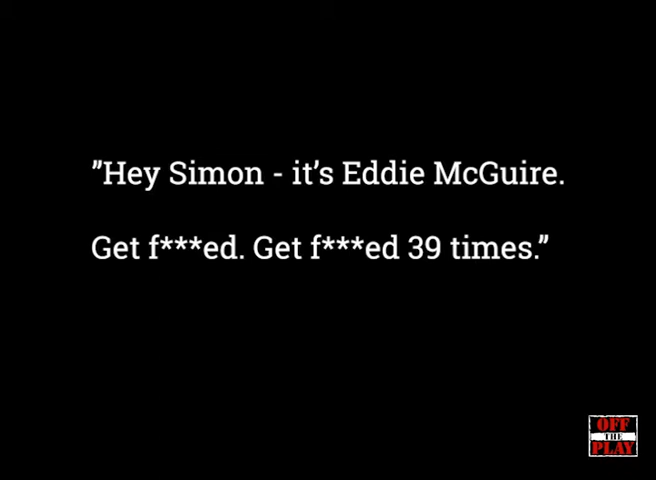 ”Hey Simon - it’s Eddie McGuire.
Get f***ed. Get f***ed 39 times.”
OFF
THE
PLAY